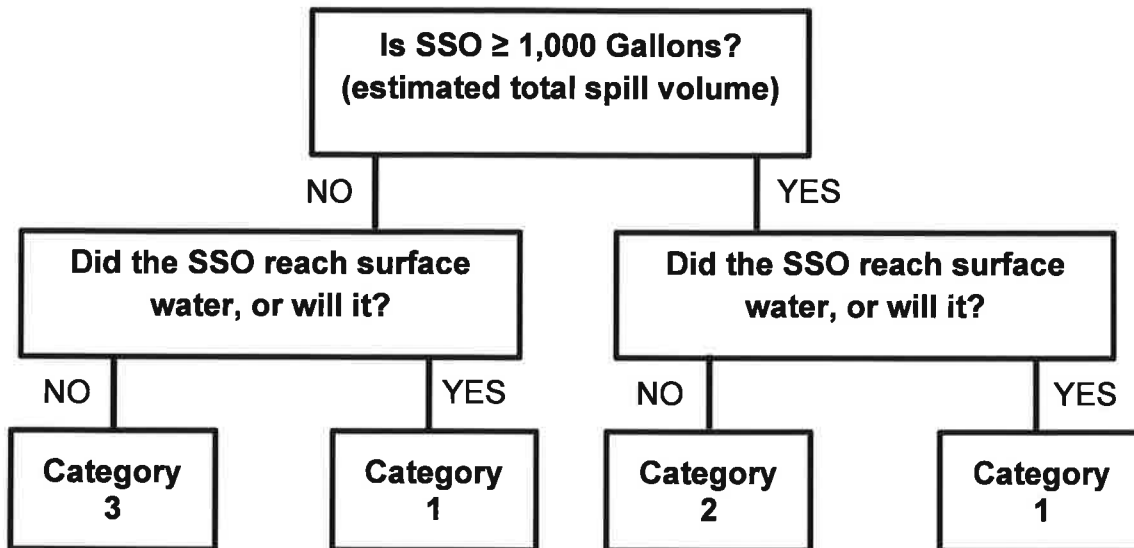 Is SSO ≥ 1,000 Gallons?
(estimated total spill volume)
NO
YES
Did the SSO reach surface
water, or will it?
Did the SSO reach surface
water, or will it?
NO
YES
NO
YES
Category
3
Category
1
Category
2
Category
1